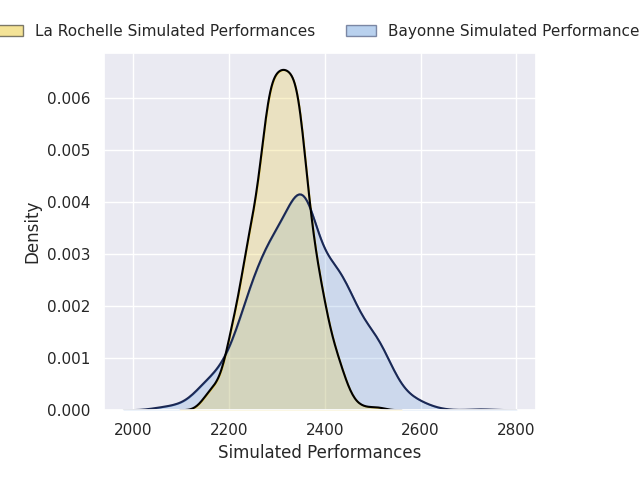 La Rochelle Simulated Performances
Bayonne Simulated Performance
0.006
0.005
0.004
0.003
0.002
0.001
0.000
Density
2000 2200 2400 2600 2800
Simulated Performances